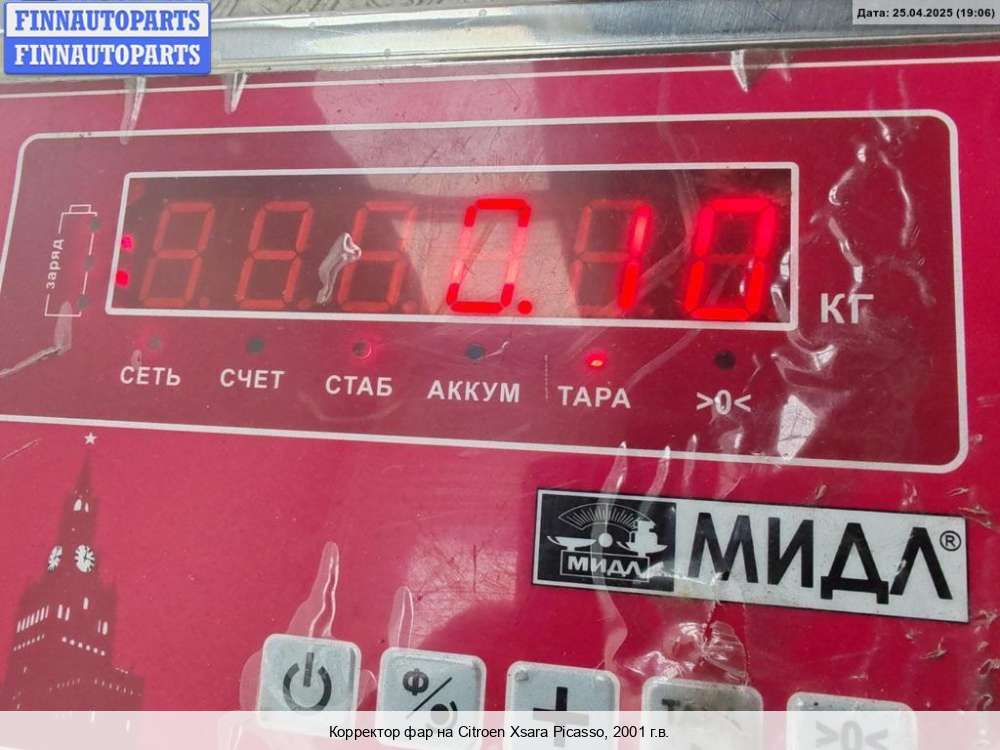 FINNAUTOPARTS
FINNAUTOPARTS
Дата: 25.04.2025 (19:06)
заряд
0.10
КГ
СЕТЬ СЧЕТ СТАБ АККУМ ТАРА >0<
МИДЛ МИДЛ®
Ф
+
>0<
Корректор фар на Citroen Xsara Picasso, 2001 г.в.